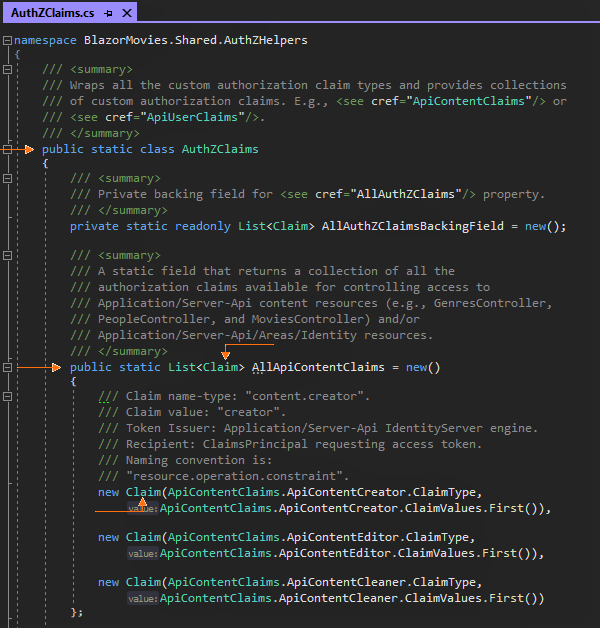 AuthZClaims.cs
namespace BlazorMovies.Shared.AuthZHelpers
{
/// <summary>
/// Wraps all the custom authorization claim types and provides collections
/// of custom authorization claims. E.g., <see cref="ApiContentClaims"/> or
/// <see cref="ApiUserClaims"/>.
/// </summary>
public static class AuthZClaims
{
/// <summary>
/// Private backing field for <see cref="AllAuthZClaims"/> property.
/// </summary>
private static readonly List<Claim> AllAuthZClaimsBackingField = new();
/// <summary>
/// A static field that returns a collection of all the
/// authorization claims available for controlling access to
/// Application/Server-Api content resources (e.g., GenresController,
/// PeopleController, and MoviesController) and/or
/// Application/Server-Api/Areas/Identity resources.
/// </summary>
public static List<Claim> AllApiContentClaims = new()
{
/// Claim name-type: "content.creator".
/// Claim value: "creator".
/// Token Issuer: Application/Server-Api IdentityServer engine.
/// Recipient: ClaimsPrincipal requesting access token.
/// Naming convention is:
/// "resource.operation.constraint".
new Claim(ApiContentClaims.ApiContentCreator.ClaimType,
value: ApiContentClaims.ApiContentCreator.ClaimValues.First()),
new Claim(ApiContentClaims.ApiContentEditor.ClaimType,
value: ApiContentClaims.ApiContentEditor.ClaimValues.First()),
new Claim(ApiContentClaims.ApiContentCleaner.ClaimType,
value: ApiContentClaims.ApiContentCleaner.ClaimValues.First())
};